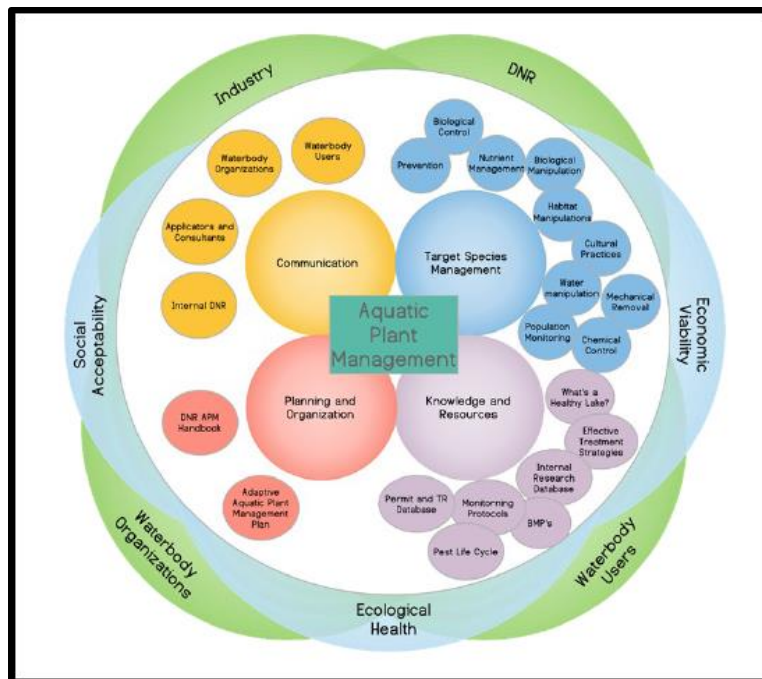 Industry
DNR
Social
Acceptability
Economic
Viability
Waterbody
Organizations
Ecological
Health
Waterbody
Users
Waterbody
Organizations
Waterbody
Users
Applicators and
Consultants
Internal DNR
Communication
Biological
Control
Prevention
Nutrient
Management
Biological
Manipulation
Habitat
Manipulations
Cultural
Practices
Water
manipulation
Mechanical
Removal
Population
Monitoring
Chemical
Control
Target Species
Management
Aquatic
Plant
Management
Planning and
Organization
DNR APM
Handbook
Adaptive
Aquatic Plant
Management
Plan
Knowledge and
Resources
What's a
Healthy Lake?
Effective
Treatment
Strategies
Internal
Research
Database
Permit and TR
Database
Monitorning
Protocols
BMP's
Pest Life Cycle